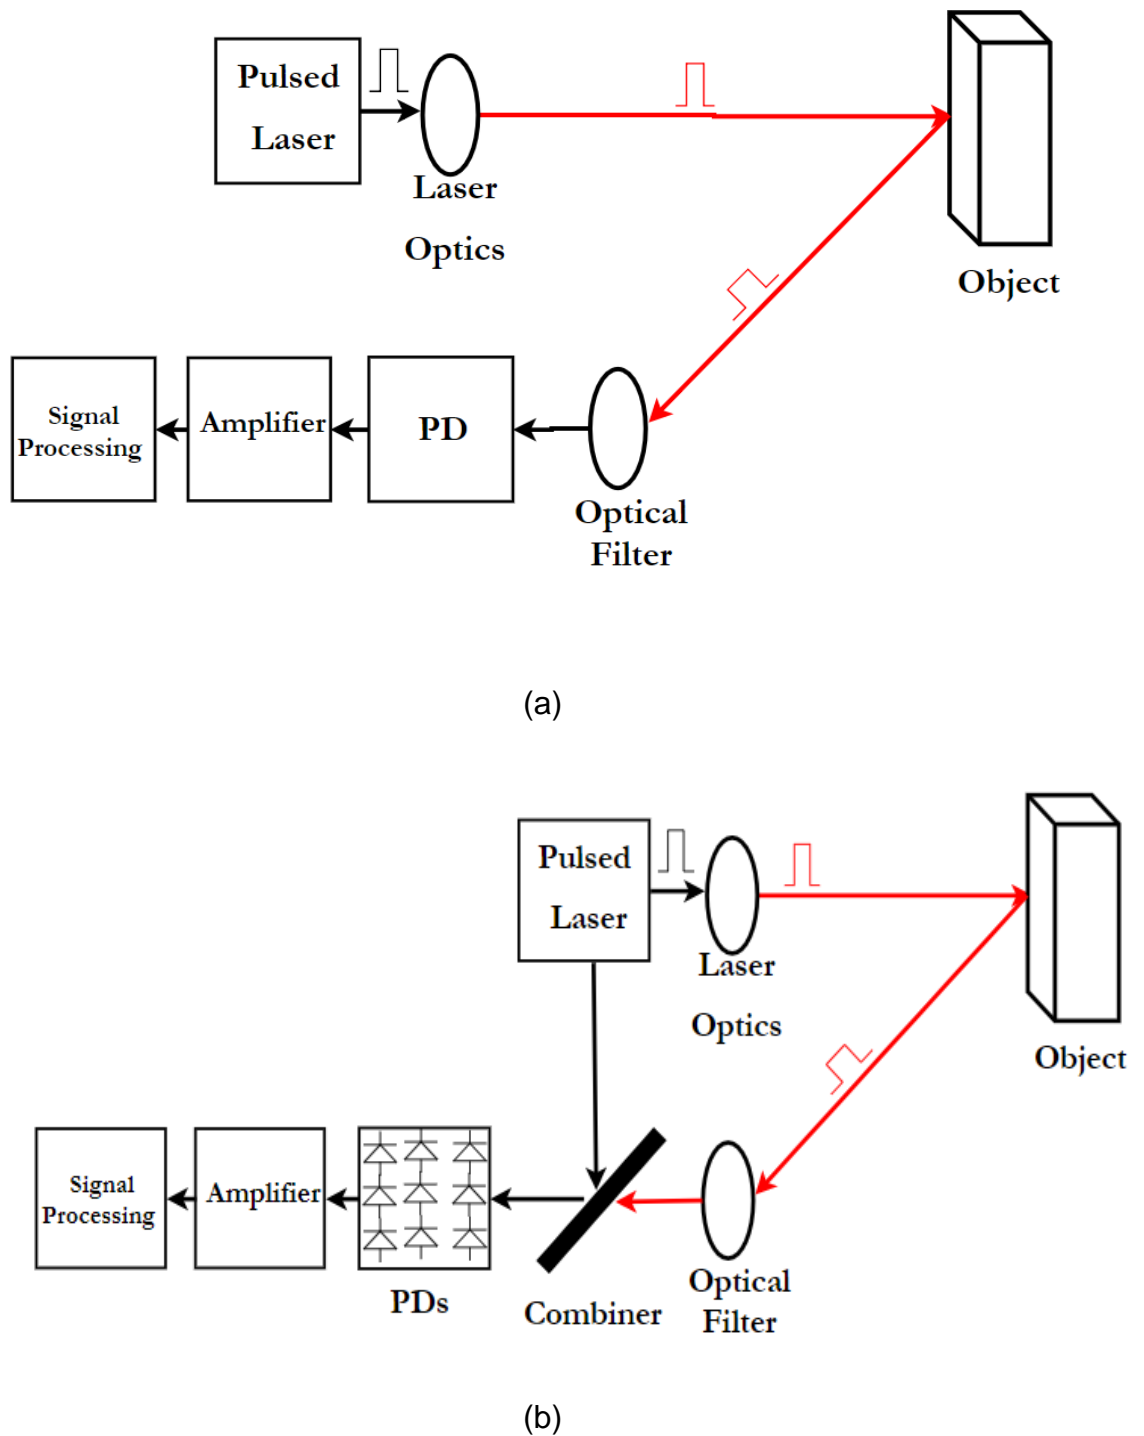 Pulsed
Laser
Laser
Optics
Object
Signal
Processing
Amplifier
PD
Optical
Filter
(a)
Pulsed
Laser
Laser
Optics
Object
Signal
Processing
Amplifier
PDs
Combiner
Optical
Filter
(b)